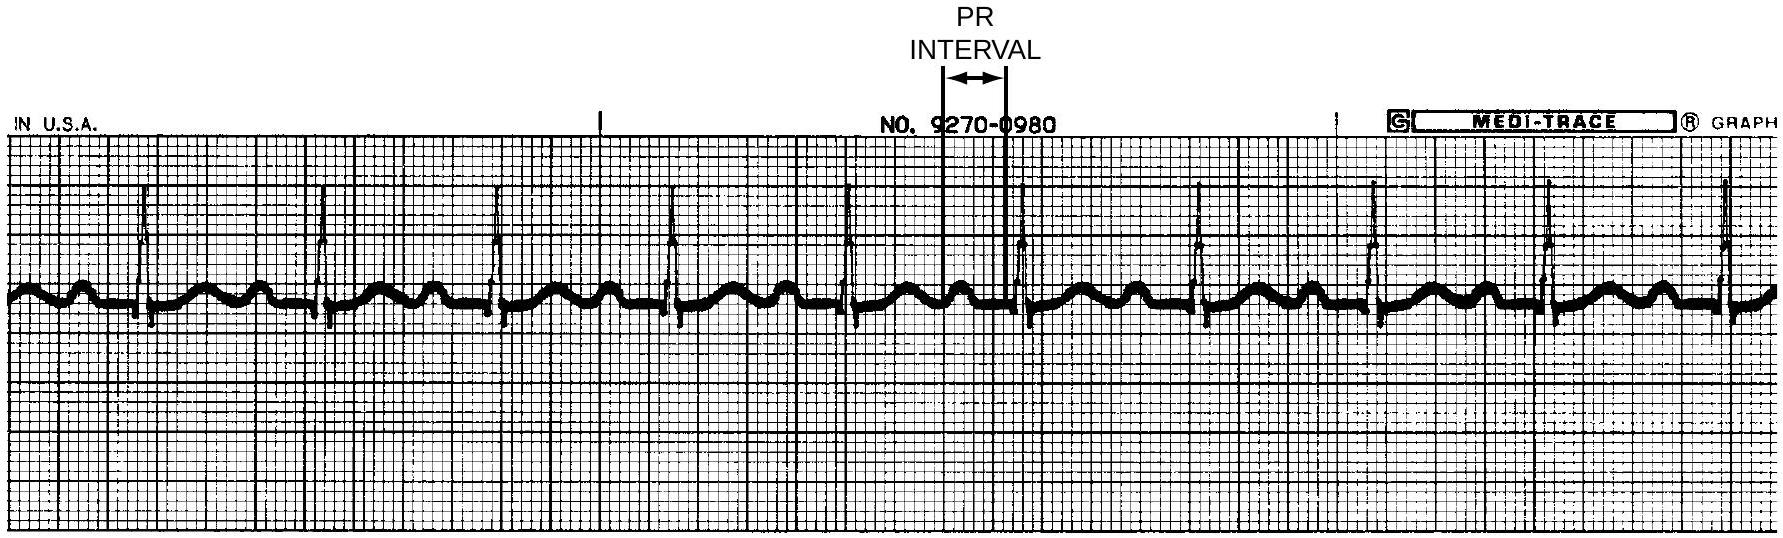 PR
INTERVAL
IN U.S.A.
NO. 9270-0980
G MEDI-TRACE ® GRAPH